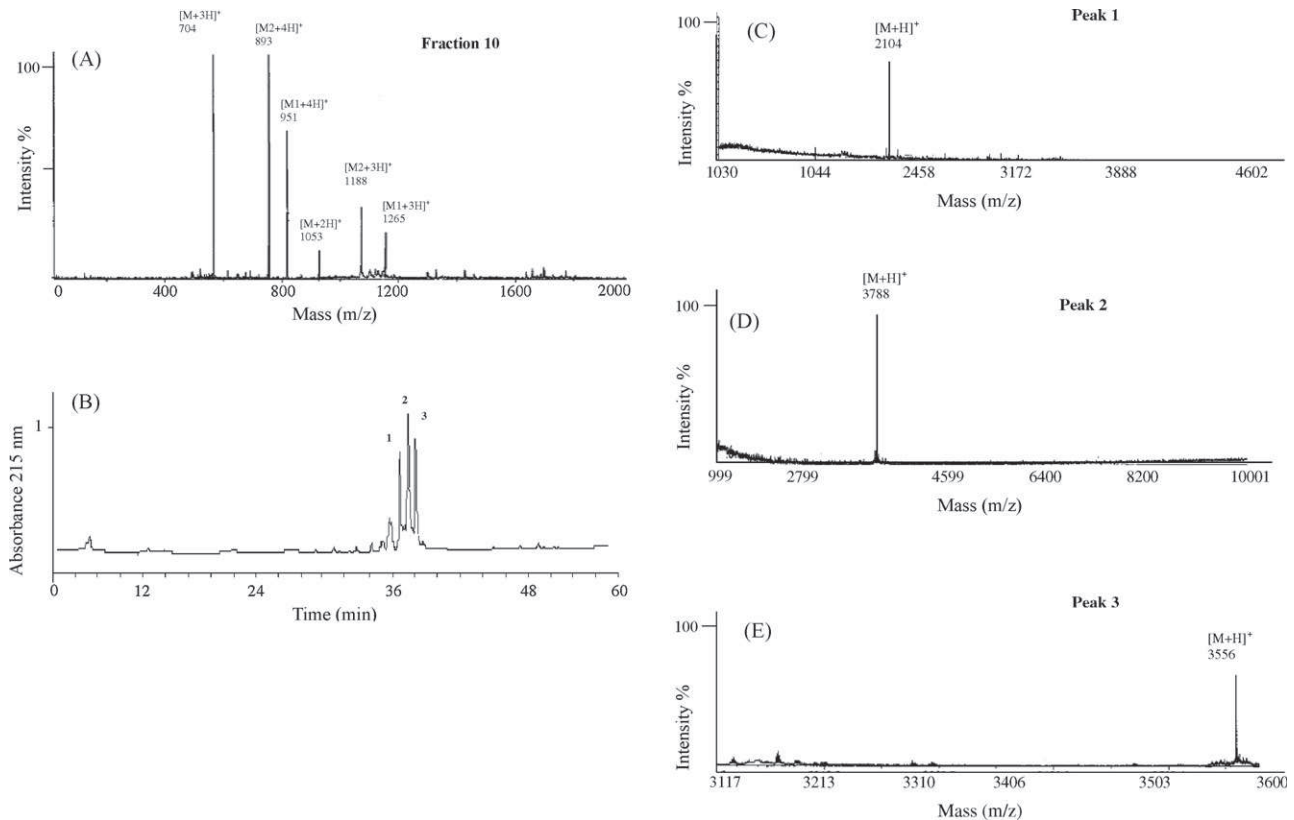 (A)
Fraction 10
[M+3H]+
704
[M2+4H]+
893
[M1+4H]+
951
[M+2H]+
1053
[M2+3H]+
1188
[M1+3H]+
1265
100
Intensity %
0 400 800 1200 1600 2000
Mass (m/z)
(B)
1
2
3
1
Absorbance 215 nm
0 12 24 36 48 60
Time (min)
(C)
Peak 1
[M+H]+
2104
100
Intensity %
1030 1044 2458 3172 3888 4602
Mass (m/z)
(D)
Peak 2
[M+H]+
3788
100
Intensity %
999 2799 4599 6400 8200 10001
Mass (m/z)
(E)
Peak 3
[M+H]+
3556
100
Intensity %
3117 3213 3310 3406 3503 3600
Mass (m/z)